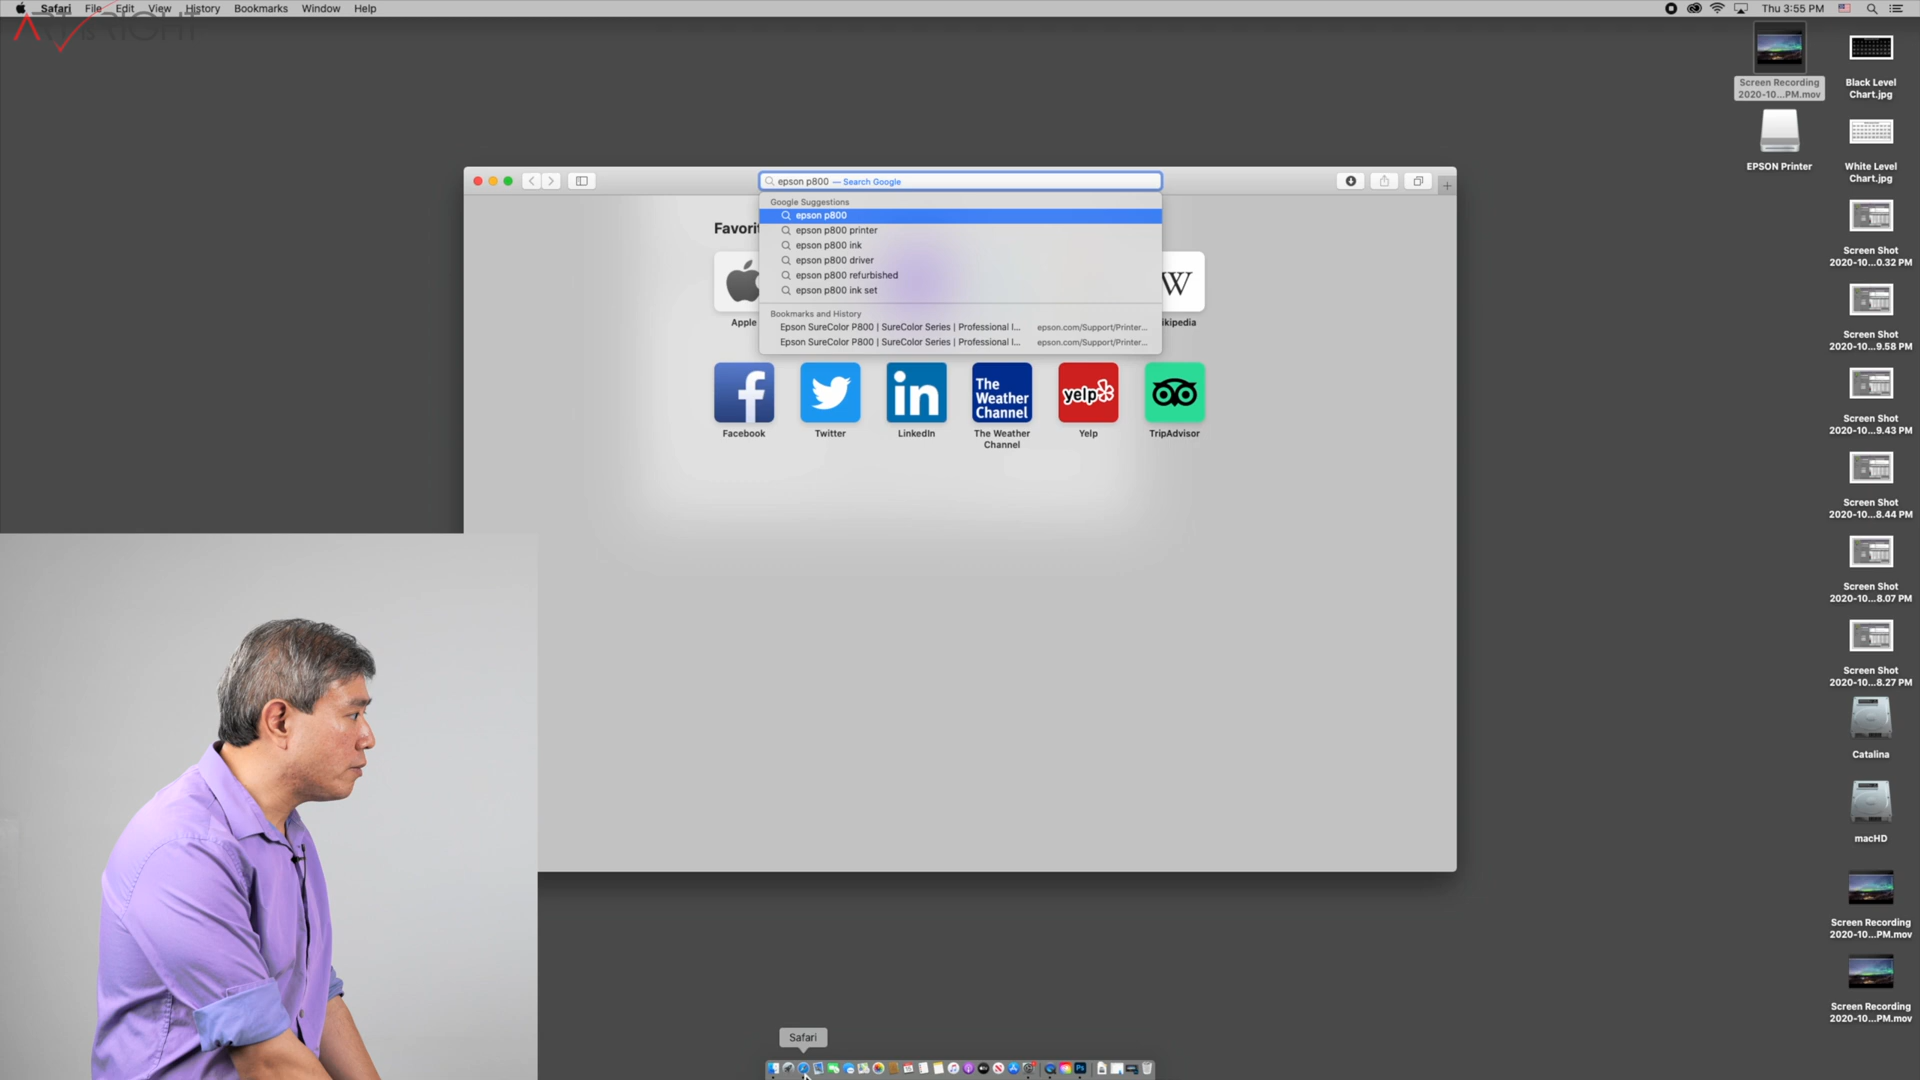 Safari File Edit View History Bookmarks Window Help
Thu 3:55 PM
ART IS RIGHT
epson p800 — Search Google
Google Suggestions
epson p800
epson p800 printer
epson p800 ink
epson p800 driver
epson p800 refurbished
epson p800 ink set
Bookmarks and History
Epson SureColor P800 | SureColor Series | Professional I... epson.com/Support/Printer...
Epson SureColor P800 | SureColor Series | Professional I... epson.com/Support/Printer...
Favorit
Apple
W
ikipedia
f
in
The
Weather
Channel
yelp
Facebook
Twitter
LinkedIn
The Weather
Channel
Yelp
TripAdvisor
Screen Recording
2020-10...PM.mov
EPSON Printer
Black Level
Chart.jpg
White Level
Chart.jpg
Screen Shot
2020-10...0.32 PM
Screen Shot
2020-10...9.58 PM
Screen Shot
2020-10...9.43 PM
Screen Shot
2020-10...8.44 PM
Screen Shot
2020-10...8.07 PM
Screen Shot
2020-10...8.27 PM
Catalina
macHD
Screen Recording
2020-10...PM.mov
Screen Recording
2020-10...PM.mov
Safari
Ps